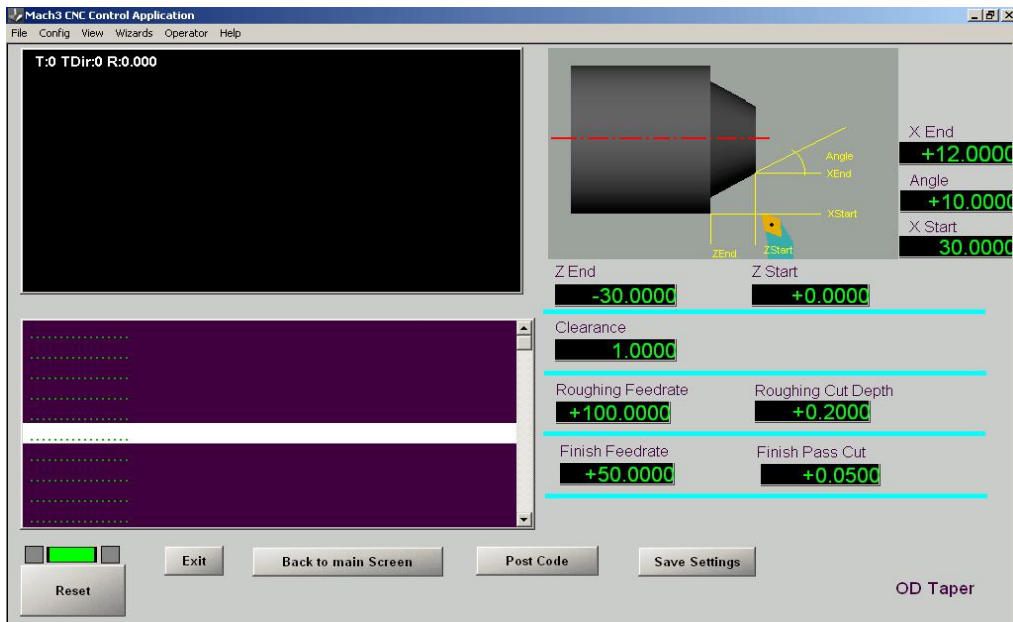 Mach3 CNC Control Application
File Config View Wizards Operator Help
T:0 TDir:0 R:0.000
Angle
XEnd
XStart
ZEnd
ZStart
X End
+12.0000
Angle
+10.0000
X Start
30.0000
Z End Z Start
-30.0000 +0.0000
Clearance
1.0000
Roughing Feedrate Roughing Cut Depth
+100.0000 +0.2000
Finish Feedrate Finish Pass Cut
+50.0000 +0.0500
Exit Back to main Screen Post Code Save Settings
Reset
OD Taper